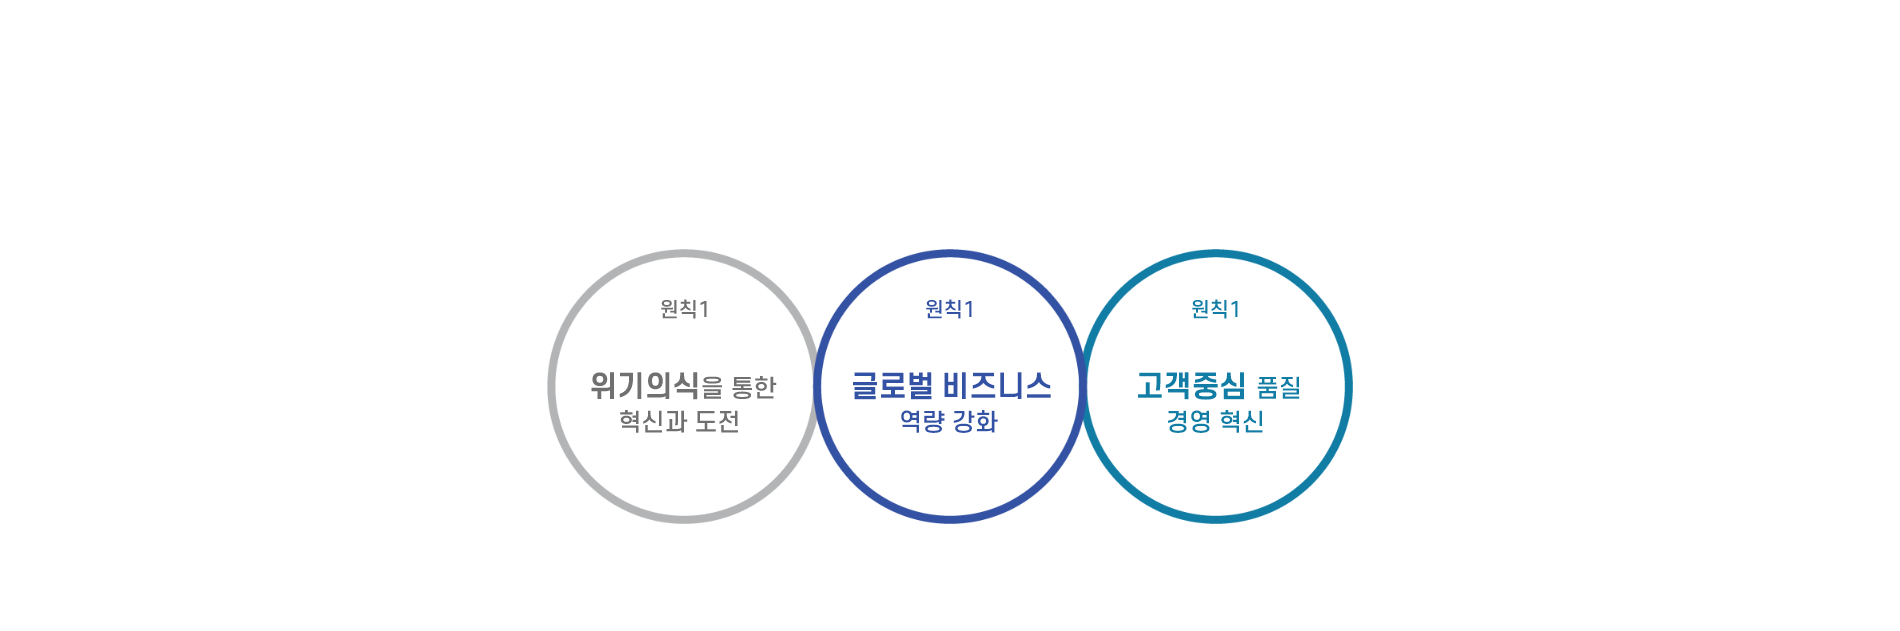 원칙1
위기의식을 통한
혁신과 도전
원칙1
글로벌 비즈니스
역량 강화
원칙1
고객중심 품질
경영 혁신